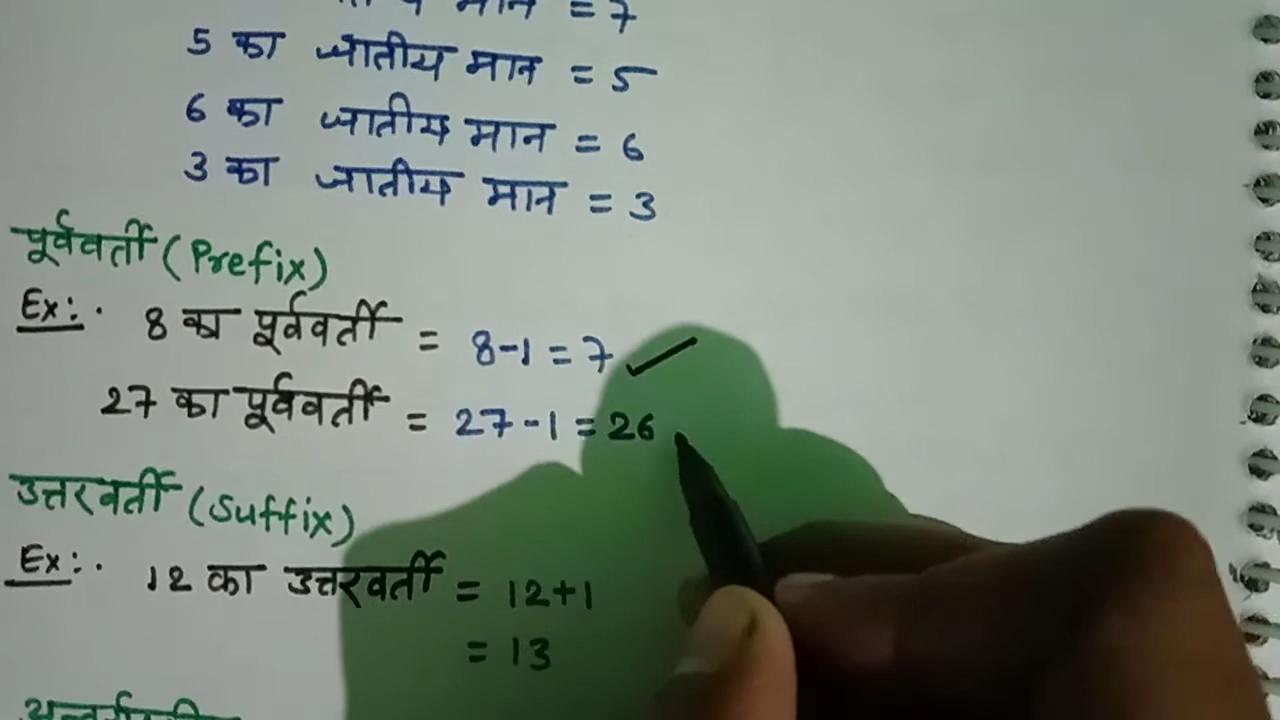 मान = 7
5 का जातीय मान = 5
6 का जातीय मान = 6
3 का जातीय मान = 3
पूर्ववर्ती (Prefix)
Ex:. 8 का पूर्ववर्ती = 8-1 = 7 ✓
27 का पूर्ववर्ती = 27-1 = 26
उत्तरवर्ती (Suffix)
Ex:. 12 का उत्तरवर्ती = 12+1
= 13